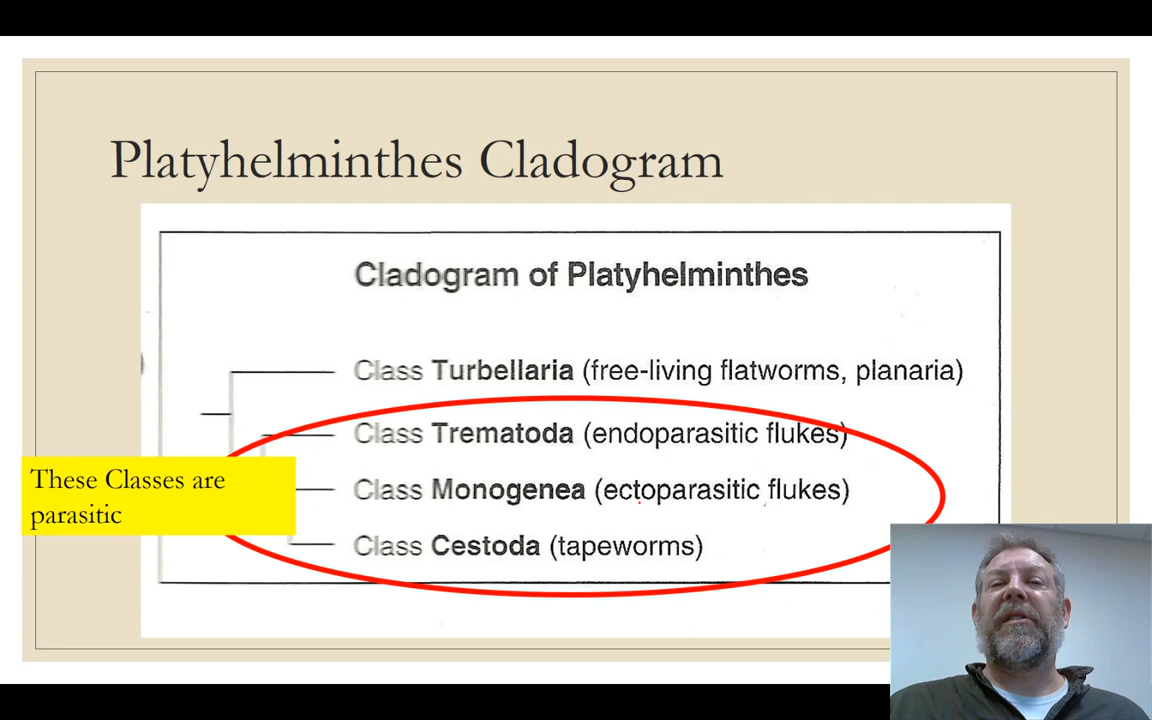 Platyhelminthes Cladogram
Cladogram of Platyhelminthes
Class Turbellaria (free-living flatworms, planaria)
Class Trematoda (endoparasitic flukes)
Class Monogenea (ectoparasitic flukes)
Class Cestoda (tapeworms)
These Classes are
parasitic